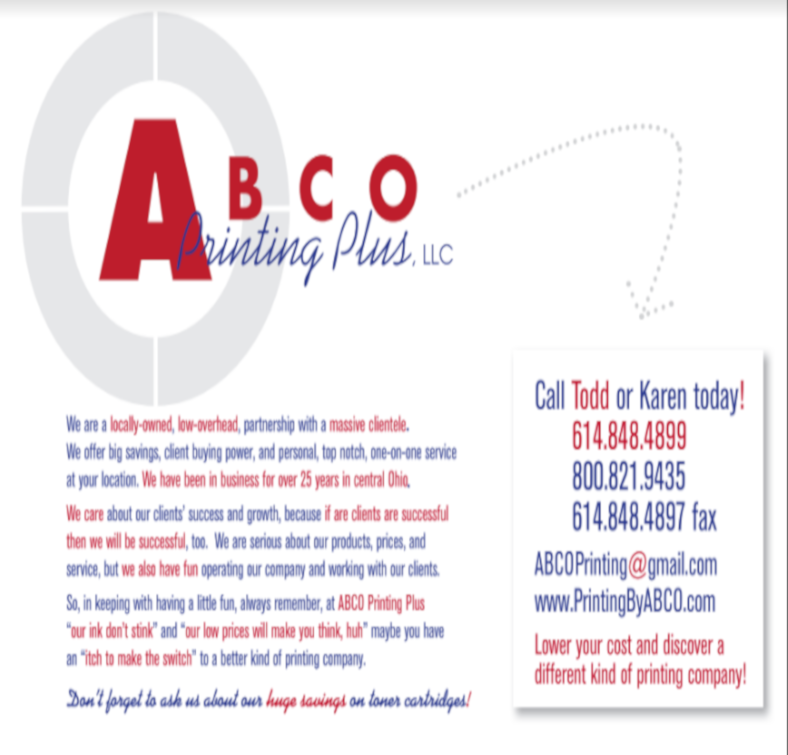 ABCO
Printing Plus, LLC
We are a locally-owned, low-overhead, partnership with a massive clientele.
We offer big savings, client buying power, and personal, top notch, one-on-one service
at your location. We have been in business for over 25 years in central Ohio.
We care about our clients' success and growth, because if are clients are successful
then we will be successful, too. We are serious about our products, prices, and
service, but we also have fun operating our company and working with our clients.
So, in keeping with having a little fun, always remember, at ABCO Printing Plus
"our ink don't stink" and "our low prices will make you think, huh" maybe you have
an "itch to make the switch" to a better kind of printing company.
Don't forget to ask us about our huge savings on toner cartridges!
Call Todd or Karen today!
614.848.4899
800.821.9435
614.848.4897 fax
ABCOPrinting@gmail.com
www.PrintingByABCO.com
Lower your cost and discover a
different kind of printing company!